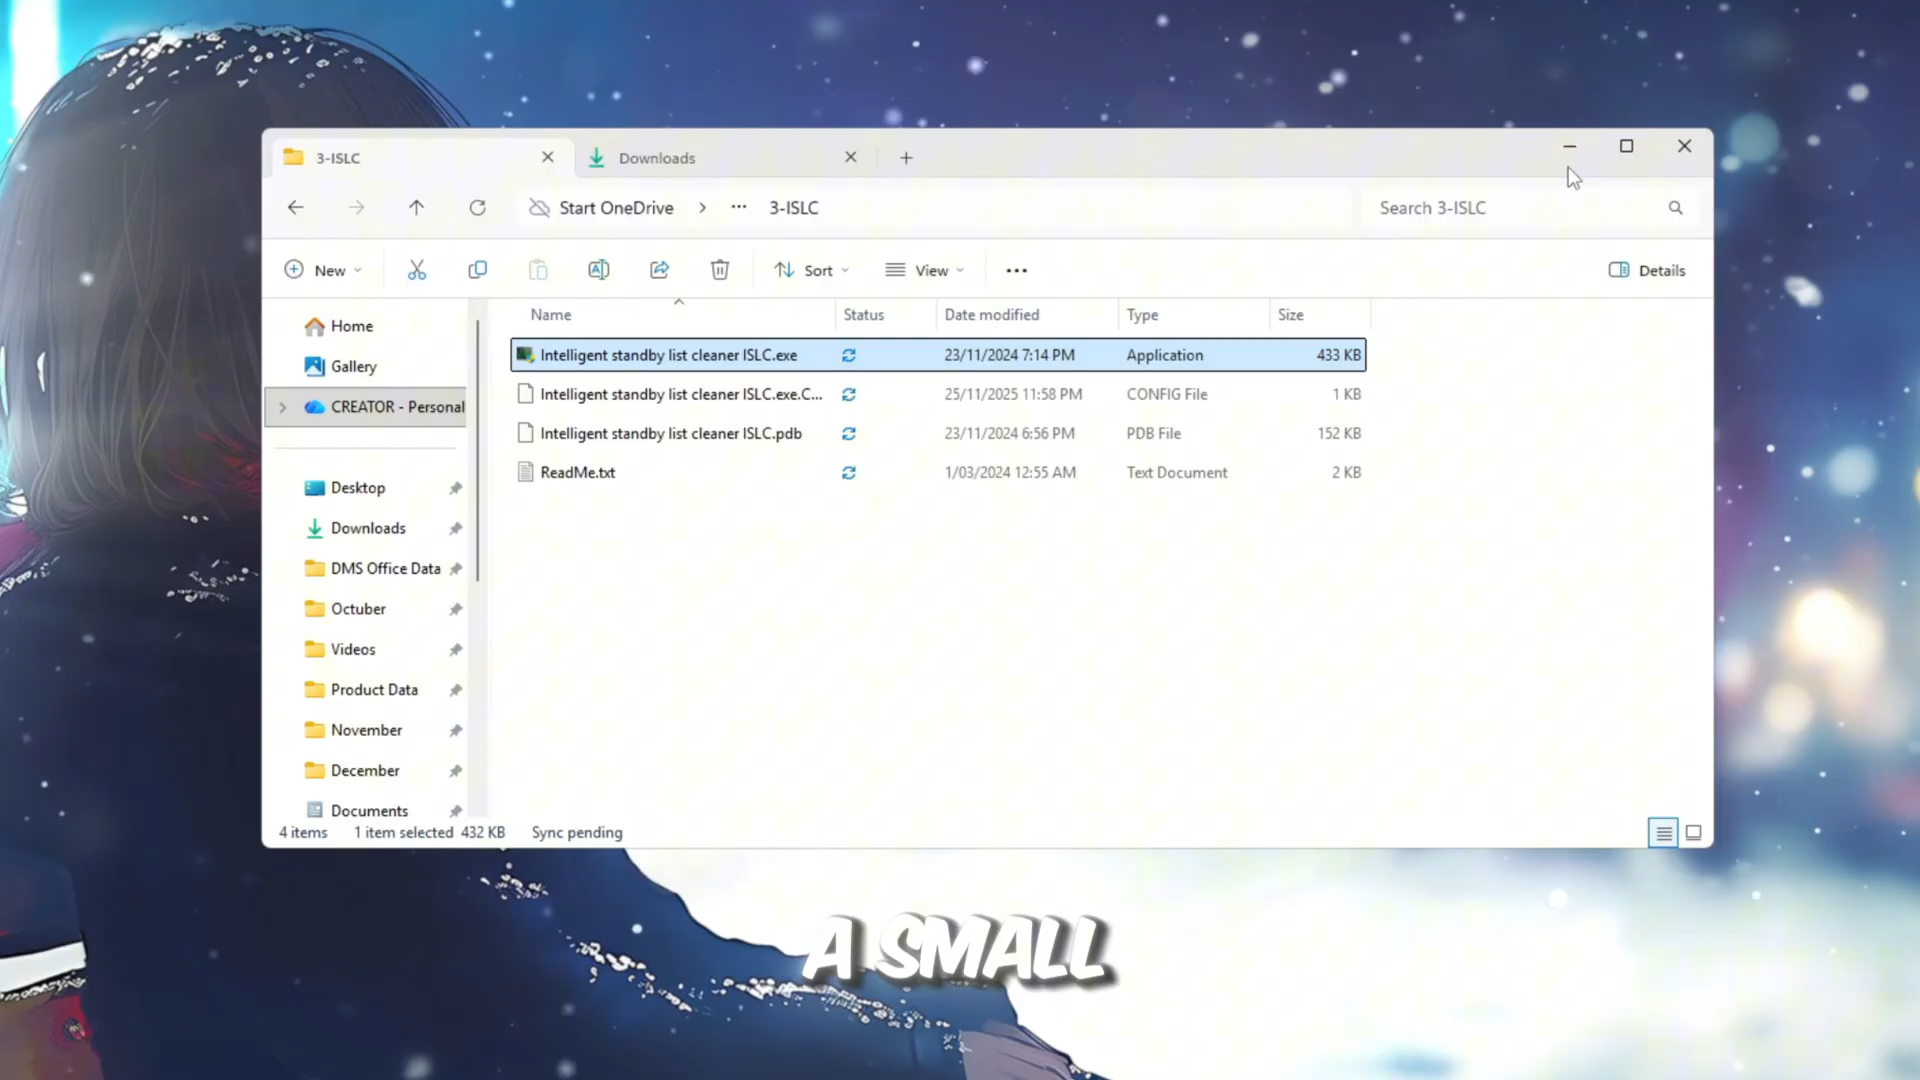 3-ISLC
Downloads
Start OneDrive
3-ISLC
Search 3-ISLC
New
Sort
View
Details
Name
Status
Date modified
Type
Size
Intelligent standby list cleaner ISLC.exe 23/11/2024 7:14 PM Application 433 KB
Intelligent standby list cleaner ISLC.exe.C... 25/11/2025 11:58 PM CONFIG File 1 KB
Intelligent standby list cleaner ISLC.pdb 23/11/2024 6:56 PM PDB File 152 KB
ReadMe.txt 1/03/2024 12:55 AM Text Document 2 KB
Home
Gallery
CREATOR - Personal
Desktop
Downloads
DMS Office Data
Octuber
Videos
Product Data
November
December
Documents
4 items 1 item selected 432 KB Sync pending
A SMALL